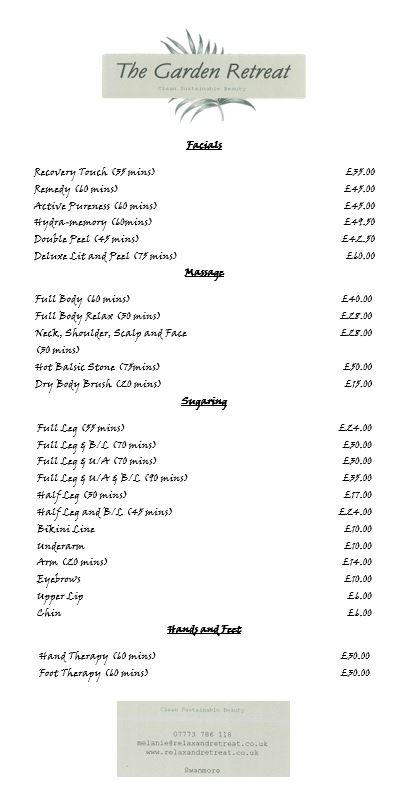 The Garden Retreat
Clean Sustainable Beauty
Facials
Recovery Touch (35 mins) £35.00
Remedy (60 mins) £45.00
Active Pureness (60 mins) £45.00
Hydra-memory (60mins) £49.50
Double Peel (45 mins) £42.50
Deluxe Lit and Peel (75 mins) £60.00
Massage
Full Body (60 mins) £40.00
Full Body Relax (30 mins) £28.00
Neck, Shoulder, Scalp and Face £28.00
(30 mins)
Hot Balsic Stone (75mins) £50.00
Dry Body Brush (20 mins) £15.00
Sugaring
Full Leg (55 mins) £24.00
Full Leg & B/L (70 mins) £30.00
Full Leg & U/A (70 mins) £30.00
Full Leg & U/A & B/L (90 mins) £35.00
Half Leg (30 mins) £17.00
Half Leg and B/L (45 mins) £24.00
Bikini Line £10.00
Underarm £10.00
Arm (20 mins) £14.00
Eyebrows £10.00
Upper Lip £6.00
Chin £6.00
Hands and Feet
Hand Therapy (60 mins) £30.00
Foot Therapy (60 mins) £30.00
Clean Sustainable Beauty
07773 786 118
melanie@relaxandretreat.co.uk
www.relaxandretreat.co.uk
Swanmore